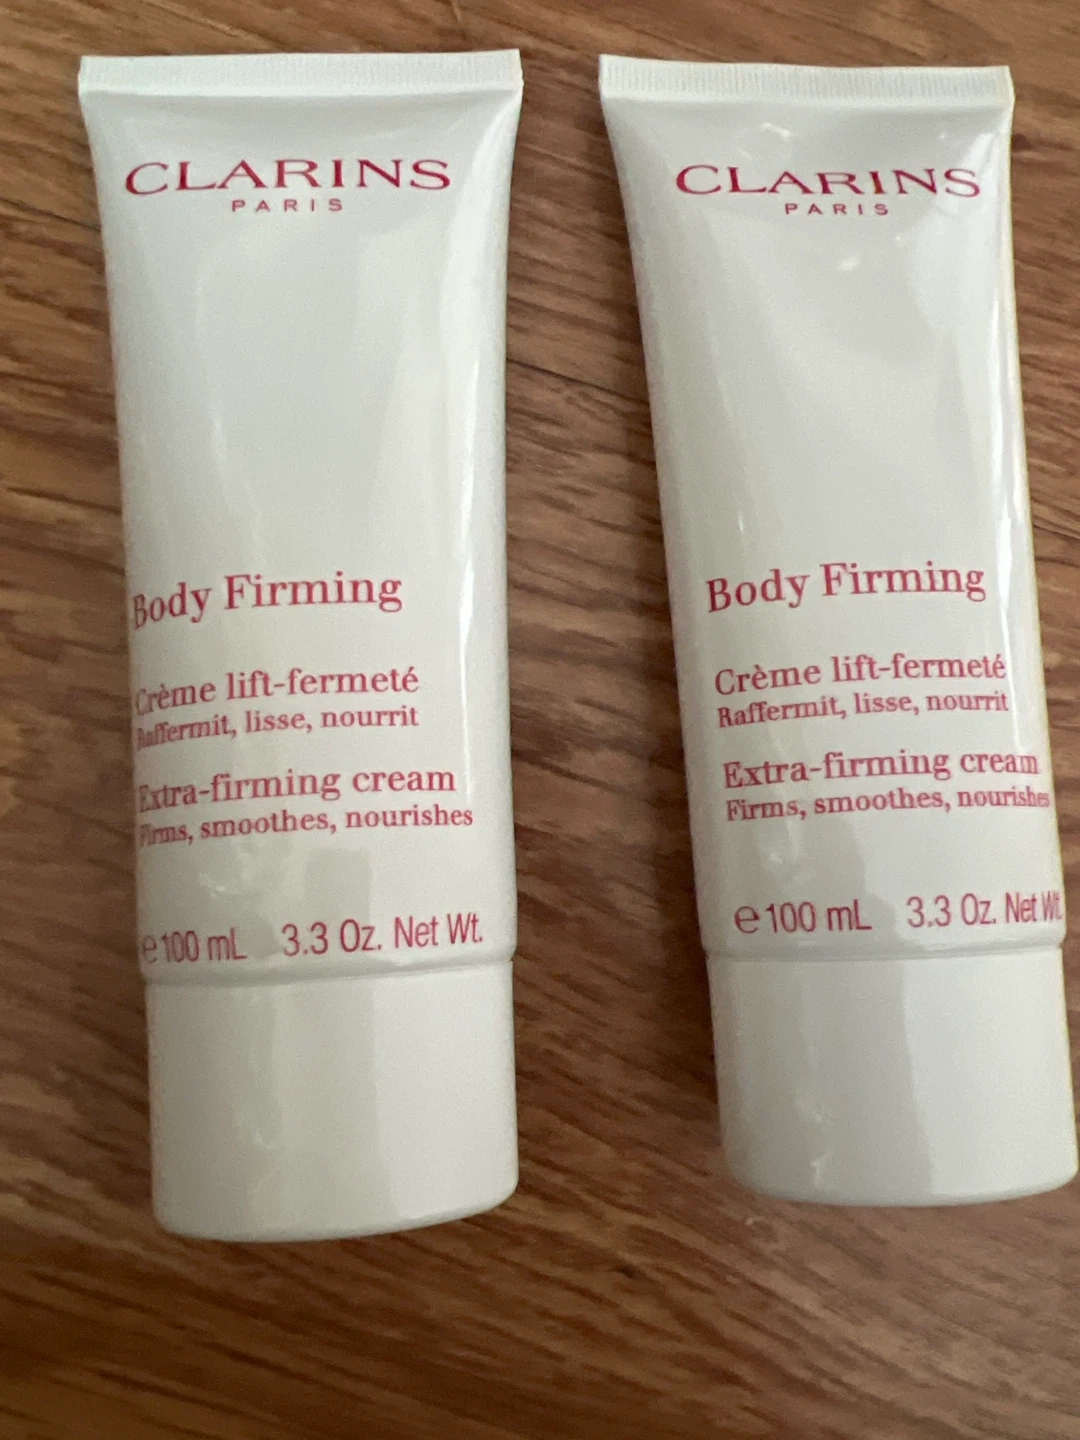 CLARINS
PARIS
Body Firming
Crème lift-fermeté
Raffermit, lisse, nourrit
Extra-firming cream
Firms, smoothes, nourishes
e 100 mL 3.3 Oz. Net Wt.
CLARINS
PARIS
Body Firming
Crème lift-fermeté
Raffermit, lisse, nourrit
Extra-firming cream
Firms, smoothes, nourishes
e 100 mL 3.3 Oz. Net Wt.